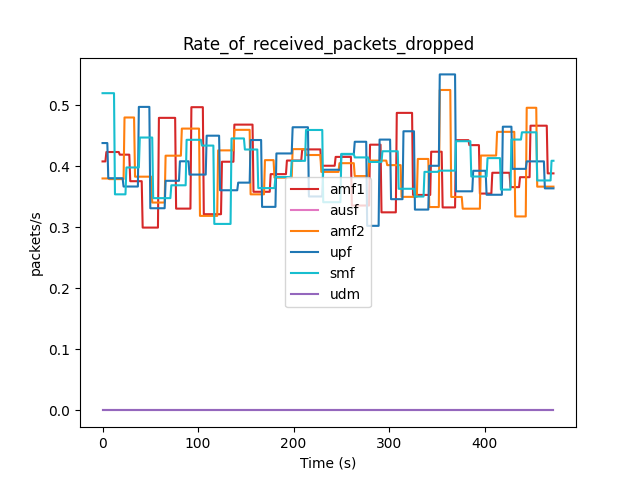 Rate_of_received_packets_dropped
packets/s
0.5
0.4
0.3
0.2
0.1
0.0
amf1
ausf
amf2
upf
smf
udm
0 100 200 300 400
Time (s)